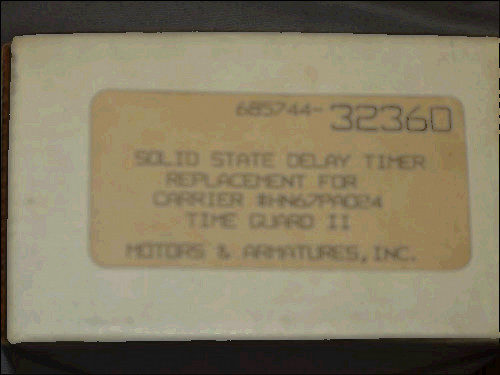 685744-32360
SOLID STATE DELAY TIMER
REPLACEMENT FOR
CARRIER #HN67PA024
TIME GUARD II
MOTORS & ARMATURES, INC.